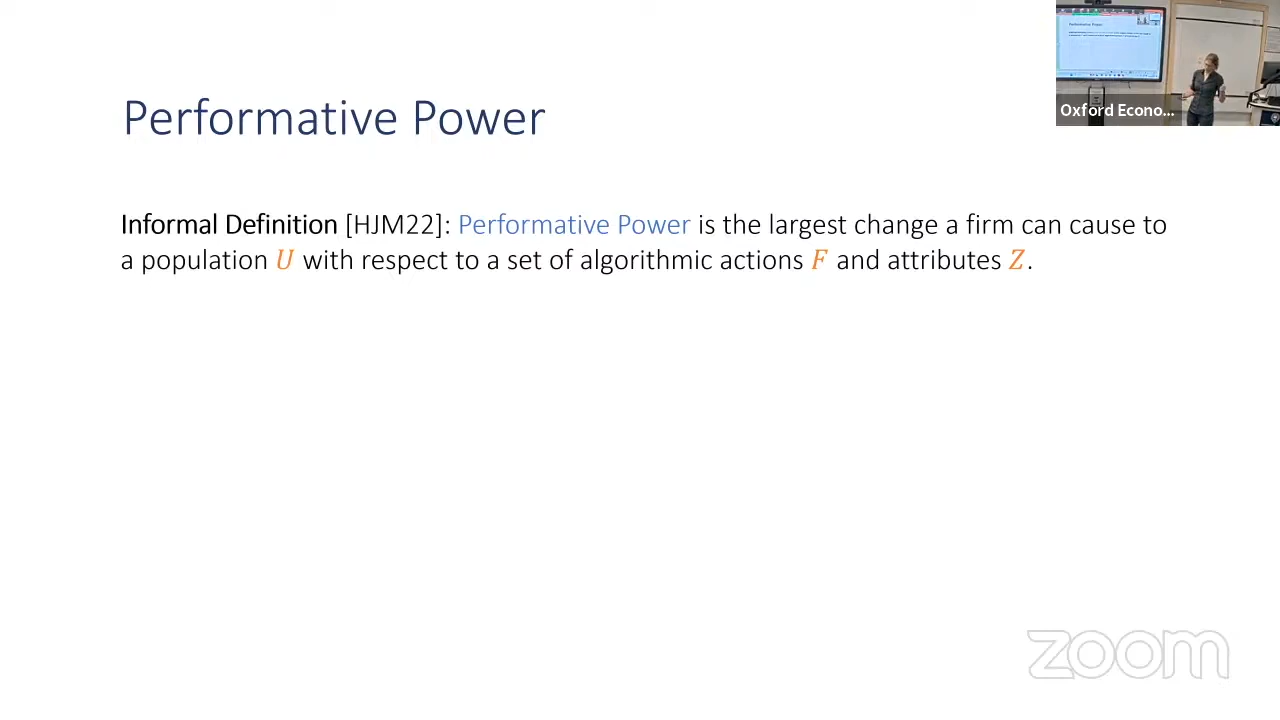 Performative Power
Oxford Econo...
Informal Definition [HJM22]: Performative Power is the largest change a firm can cause to
a population U with respect to a set of algorithmic actions F and attributes Z.
zoom